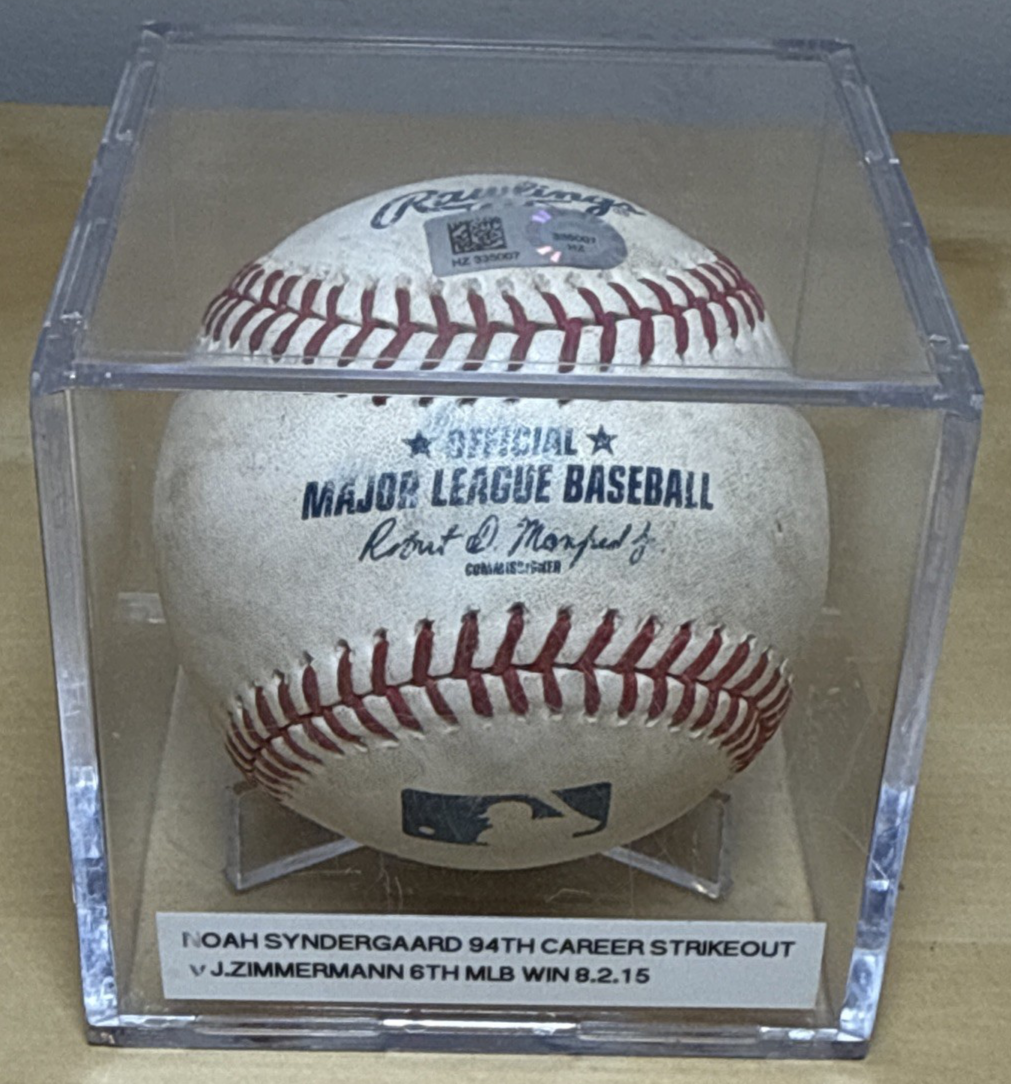 Rawlings
HZ 335007
335007
HZ
★ OFFICIAL ★
MAJOR LEAGUE BASEBALL
Robert D. Manfred Jr.
COMMISSIONER
NOAH SYNDERGAARD 94TH CAREER STRIKEOUT
v J.ZIMMERMANN 6TH MLB WIN 8.2.15